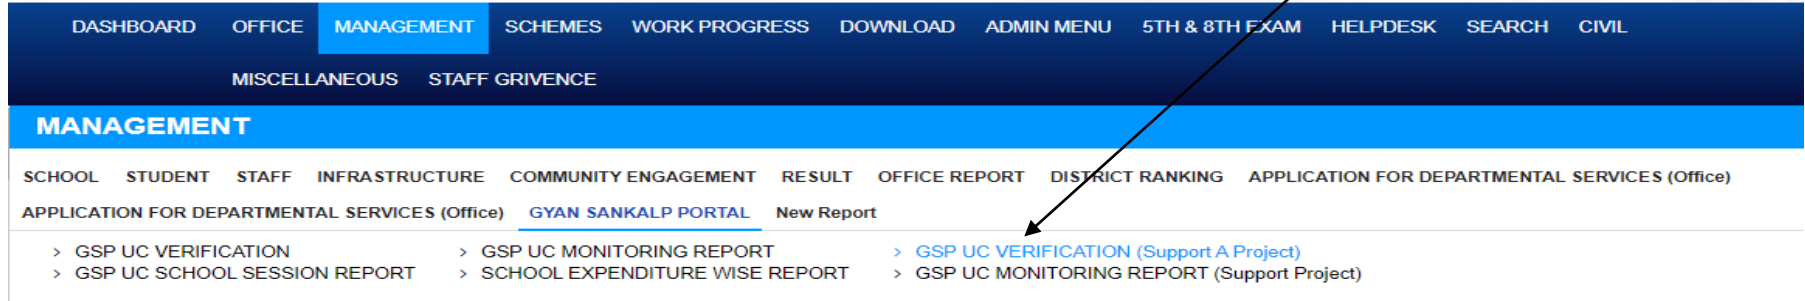 DASHBOARD OFFICE MANAGEMENT SCHEMES WORK PROGRESS DOWNLOAD ADMIN MENU 5TH & 8TH EXAM HELPDESK SEARCH CIVIL
MISCELLANEOUS STAFF GRIVENCE
MANAGEMENT
SCHOOL STUDENT STAFF INFRASTRUCTURE COMMUNITY ENGAGEMENT RESULT OFFICE REPORT DISTRICT RANKING APPLICATION FOR DEPARTMENTAL SERVICES (Office)
APPLICATION FOR DEPARTMENTAL SERVICES (Office) GYAN SANKALP PORTAL New Report
> GSP UC VERIFICATION > GSP UC MONITORING REPORT > GSP UC VERIFICATION (Support A Project)
> GSP UC SCHOOL SESSION REPORT > SCHOOL EXPENDITURE WISE REPORT > GSP UC MONITORING REPORT (Support Project)